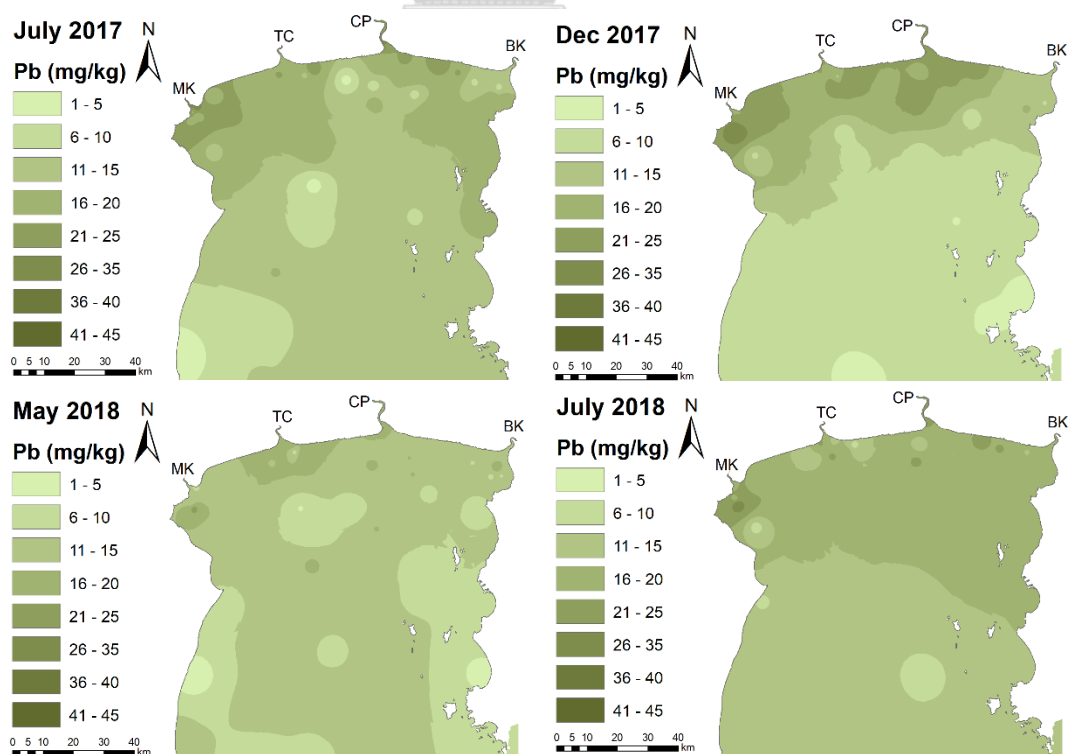 July 2017
N
TC
CP
BK
MK
Pb (mg/kg)
1 - 5
6 - 10
11 - 15
16 - 20
21 - 25
26 - 35
36 - 40
41 - 45
0 5 10 20 30 40
km
Dec 2017
N
TC
CP
BK
MK
Pb (mg/kg)
1 - 5
6 - 10
11 - 15
16 - 20
21 - 25
26 - 35
36 - 40
41 - 45
0 5 10 20 30 40
km
May 2018
N
TC
CP
BK
MK
Pb (mg/kg)
1 - 5
6 - 10
11 - 15
16 - 20
21 - 25
26 - 35
36 - 40
41 - 45
0 5 10 20 30 40
km
July 2018
N
TC
CP
BK
MK
Pb (mg/kg)
1 - 5
6 - 10
11 - 15
16 - 20
21 - 25
26 - 35
36 - 40
41 - 45
0 5 10 20 30 40
km